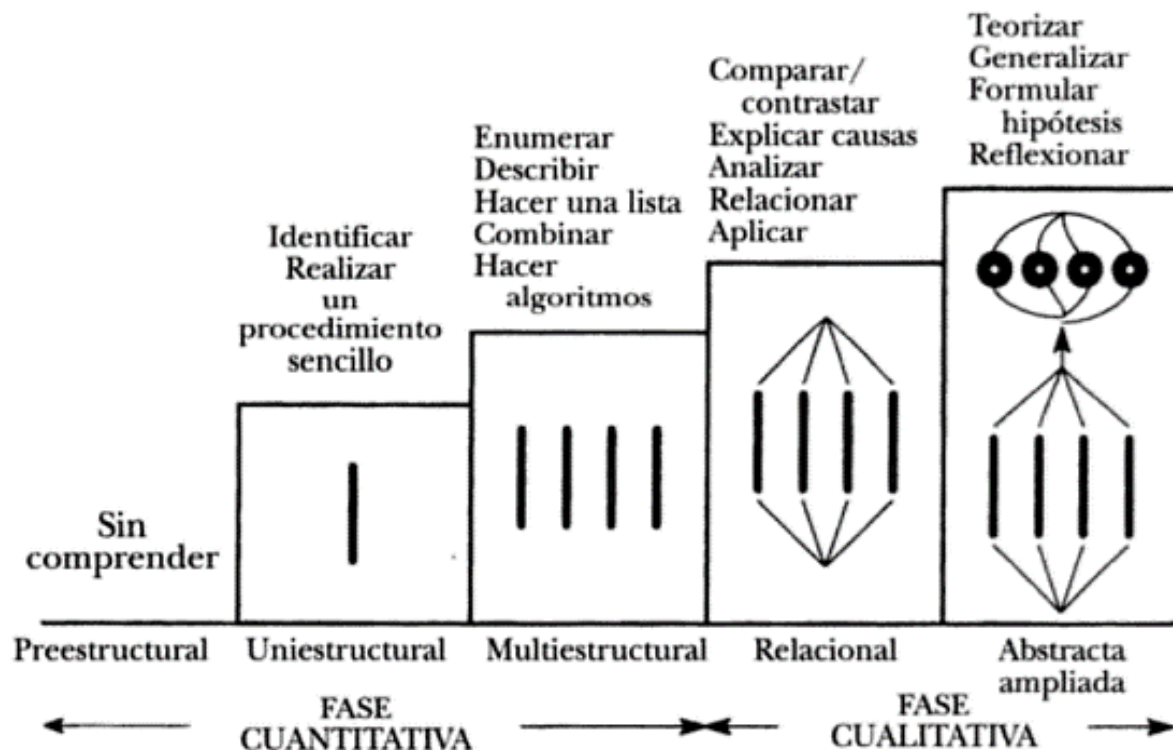 Sin
comprender
Identificar
Realizar
un
procedimiento
sencillo
Enumerar
Describir
Hacer una lista
Combinar
Hacer
algoritmos
Comparar/
contrastar
Explicar causas
Analizar
Relacionar
Aplicar
Teorizar
Generalizar
Formular
hipótesis
Reflexionar
Preestructural
Uniestructural
Multiestructural
Relacional
Abstracta
ampliada
FASE
CUANTITATIVA
FASE
CUALITATIVA